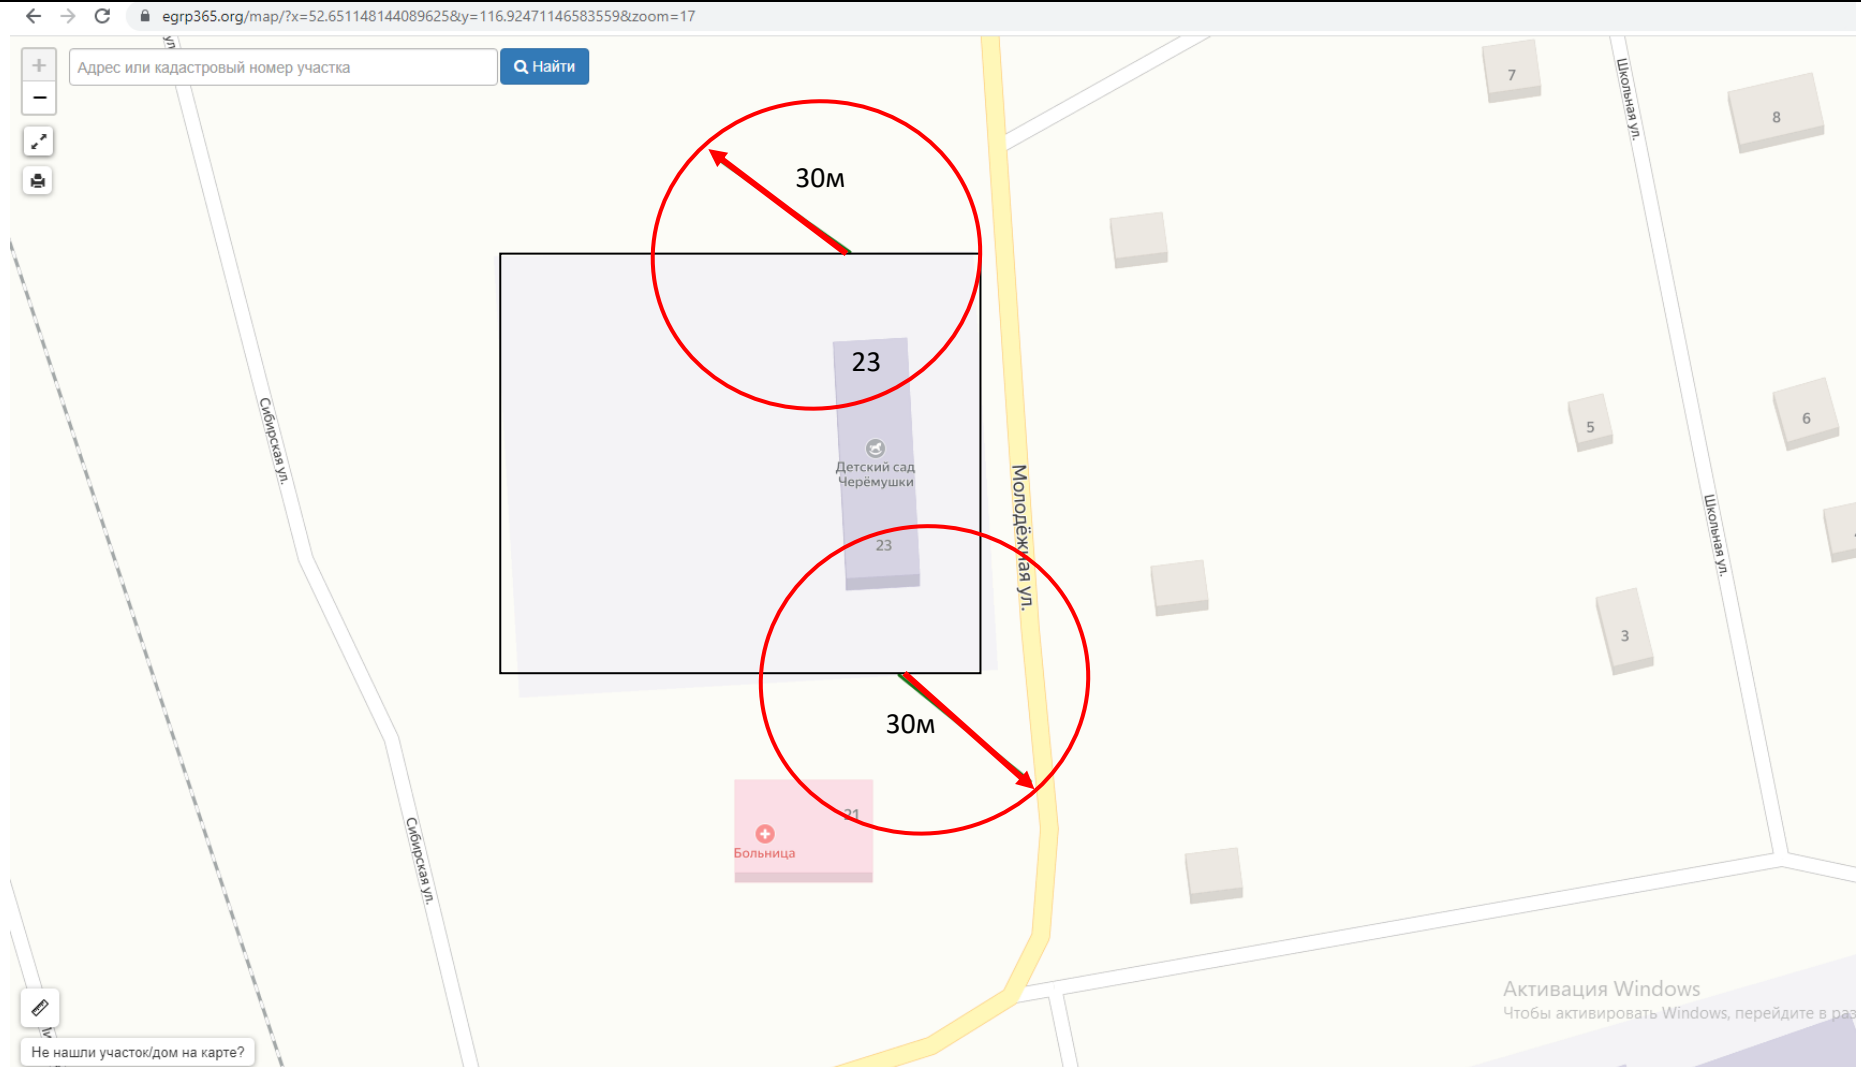 egrp365.org/map/?x=52.651148144089625&y=116.92471146583559&zoom=17
ул
Адрес или кадастровый номер участка
Найти
7
Школьная ул.
8
30м
23
Сибирская ул.
5
6
Детский сад
Черёмушки
Молодёжная ул.
Школьная ул.
23
3
30м
21
Больница
Сибирская ул.
Активация Windows
Чтобы активировать Windows, перейдите в раз
Не нашли участок/дом на карте?